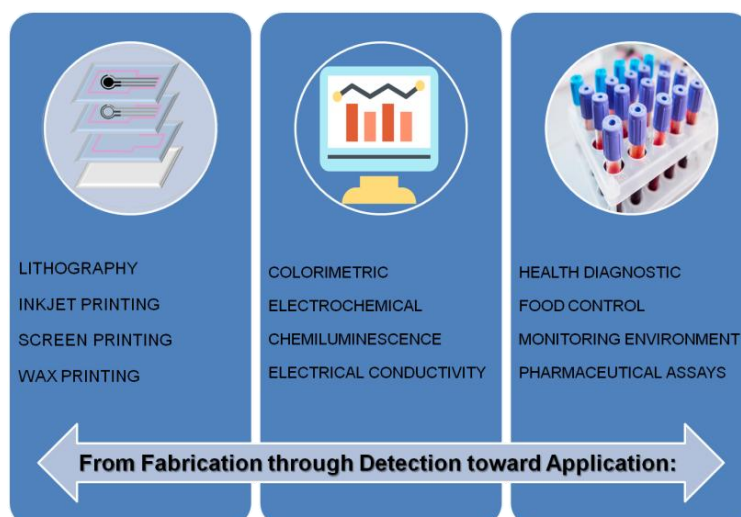 LITHOGRAPHY
INKJET PRINTING
SCREEN PRINTING
WAX PRINTING
COLORIMETRIC
ELECTROCHEMICAL
CHEMILUMINESCENCE
ELECTRICAL CONDUCTIVITY
HEALTH DIAGNOSTIC
FOOD CONTROL
MONITORING ENVIRONMENT
PHARMACEUTICAL ASSAYS
From Fabrication through Detection toward Application: